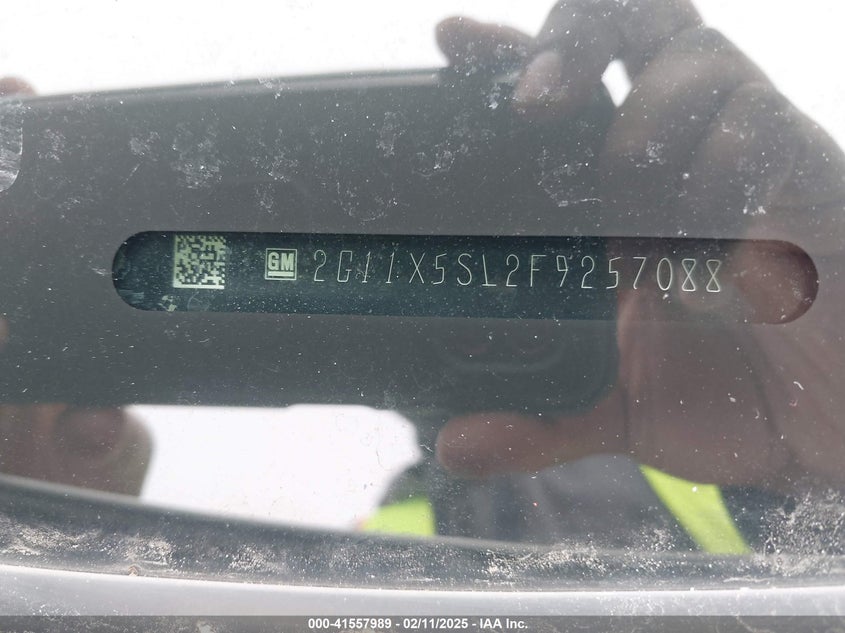 GM 2G11X5SL2F9257088
000-41557989 — 02/11/2025 — IAA Inc.